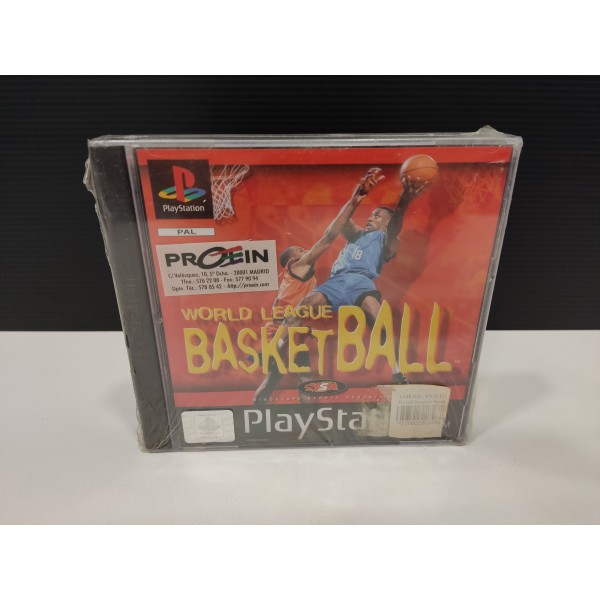 PlayStation
PAL
PROEIN
C/ Velázquez, 10, 5º Dcha. - 28001 MADRID
Tfno.: 576 22 08 - Fax: 577 90 94
Dpto. Téc.: 578 05 42 - http://proein.com
18
WORLD LEAGUE
BASKETBALL
PlaySta